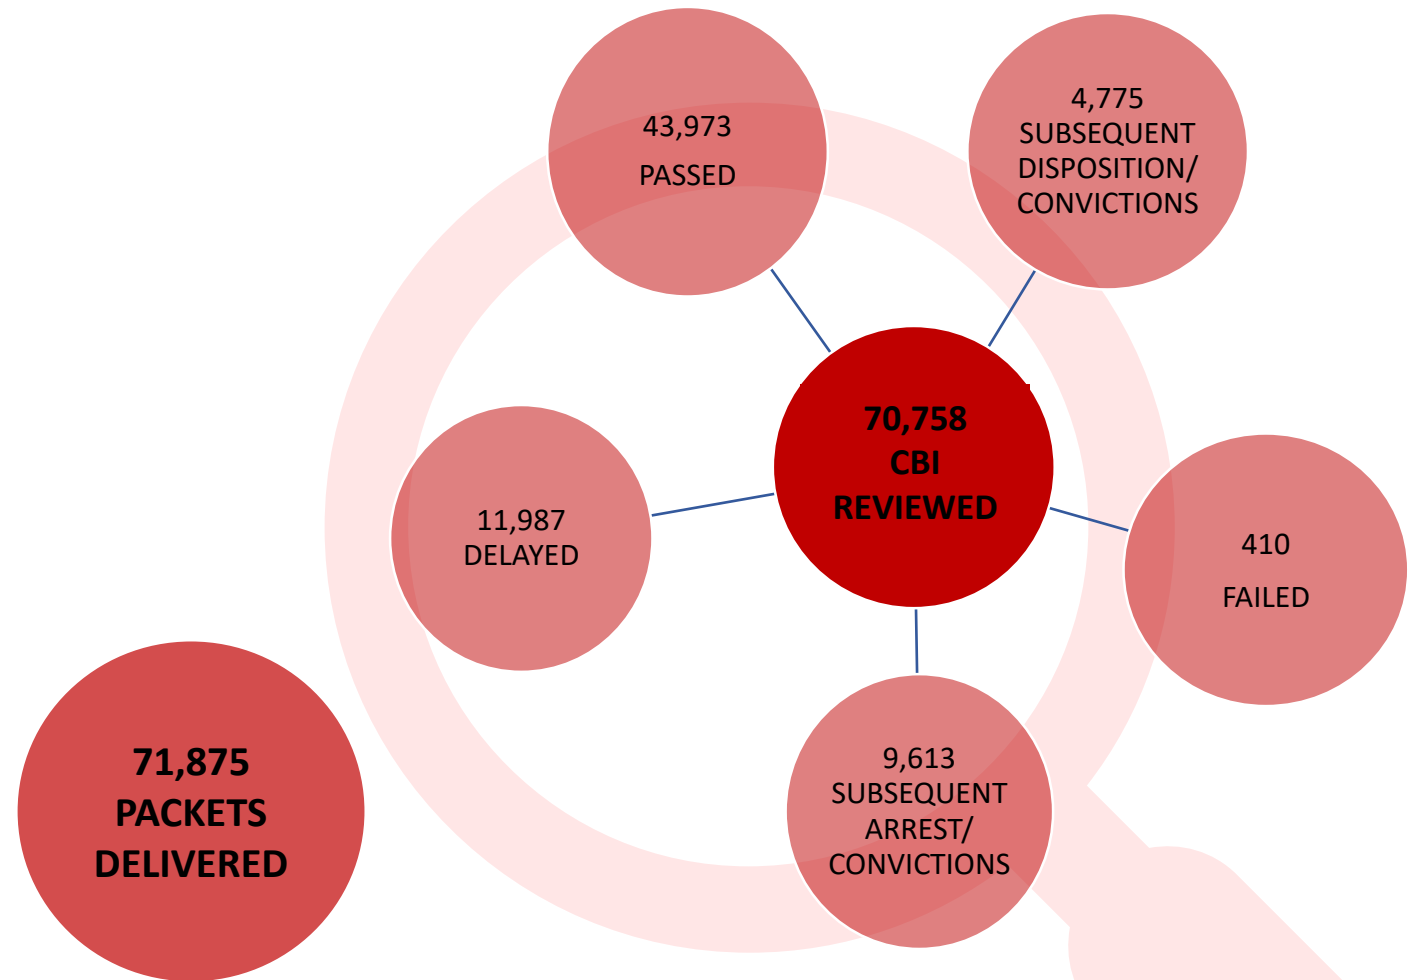 43,973
PASSED
4,775
SUBSEQUENT
DISPOSITION/
CONVICTIONS
70,758
CBI
REVIEWED
11,987
DELAYED
410
FAILED
9,613
SUBSEQUENT
ARREST/
CONVICTIONS
71,875
PACKETS
DELIVERED